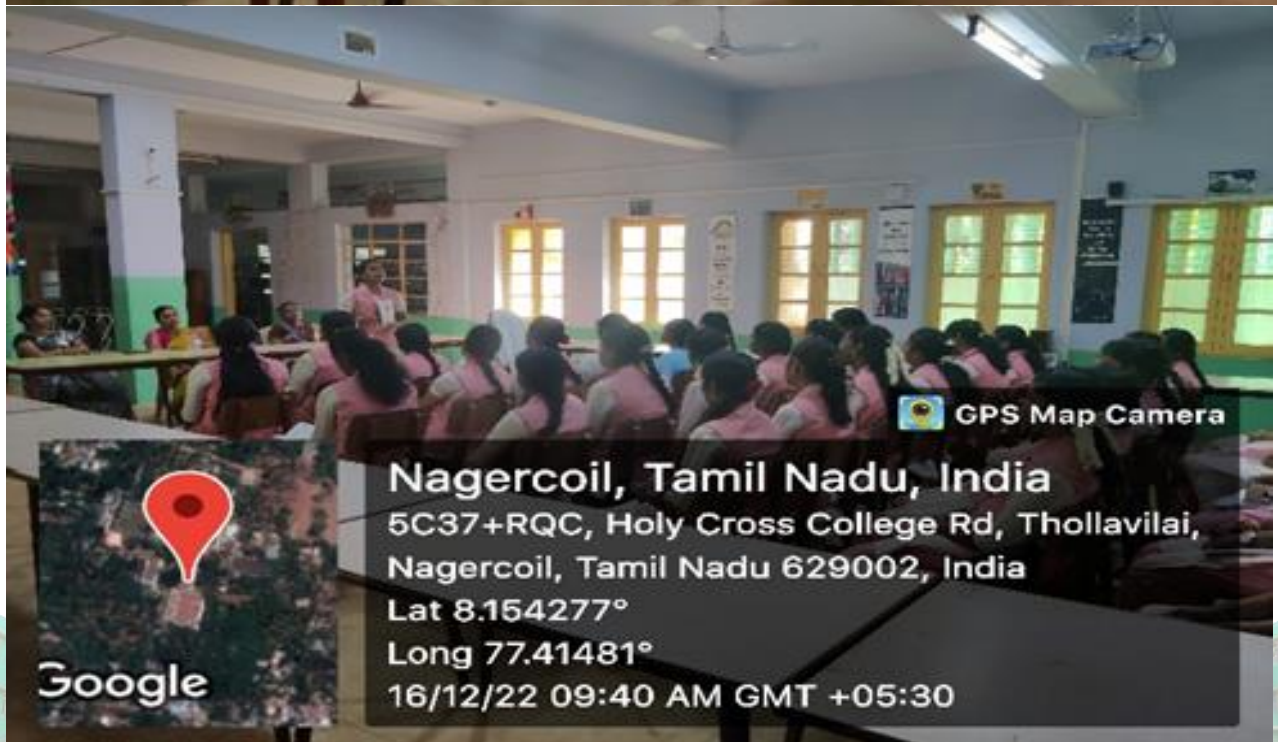 GPS Map Camera
Nagercoil, Tamil Nadu, India
5C37+RQC, Holy Cross College Rd, Thollavilai,
Nagercoil, Tamil Nadu 629002, India
Lat 8.154277°
Long 77.41481°
16/12/22 09:40 AM GMT +05:30
Google